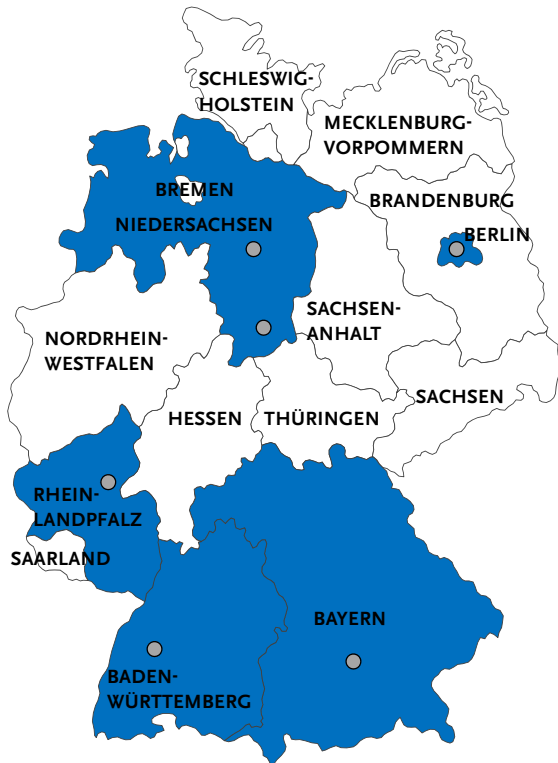 SCHLESWIG-
HOLSTEIN
MECKLENBURG-
VORPOMMERN
BREMEN
NIEDERSACHSEN
BRANDENBURG
BERLIN
SACHSEN-
ANHALT
NORDRHEIN-
WESTFALEN
HESSEN
THÜRINGEN
SACHSEN
RHEIN-
LANDPFALZ
SAARLAND
BAYERN
BADEN-
WÜRTTEMBERG